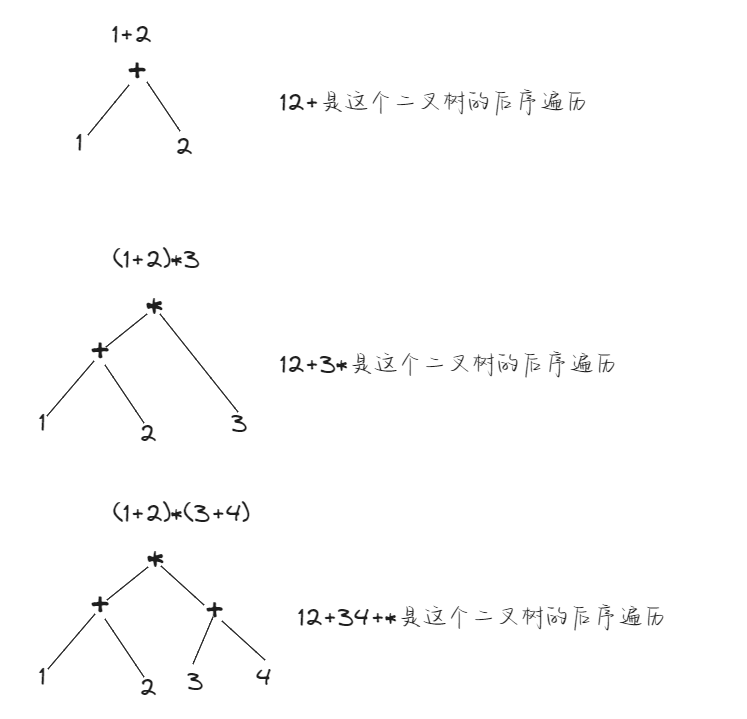 1+2
+
1 2
12+是这个二叉树的后序遍历
(1+2)*3
*
+
1 2 3
12+3*是这个二叉树的后序遍历
(1+2)*(3+4)
*
+ +
1 2 3 4
12+34+*是这个二叉树的后序遍历